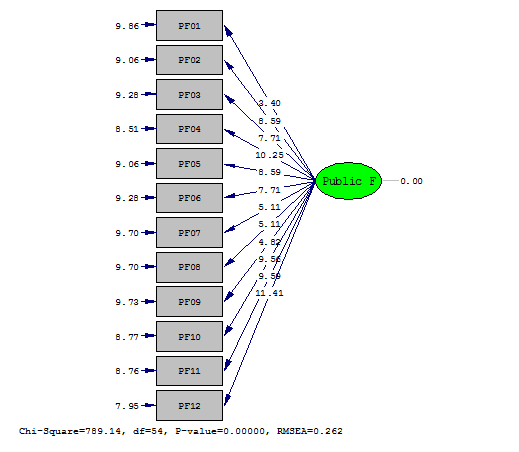 9.86 PF01
9.06 PF02
9.28 PF03
8.51 PF04
9.06 PF05
9.28 PF06
9.70 PF07
9.70 PF08
9.73 PF09
8.77 PF10
8.76 PF11
7.95 PF12
3.40
8.59
7.71
10.25
8.59
7.71
5.11
5.11
4.82
9.56
9.59
11.41
Public F 0.00
Chi-Square=789.14, df=54, P-value=0.00000, RMSEA=0.262